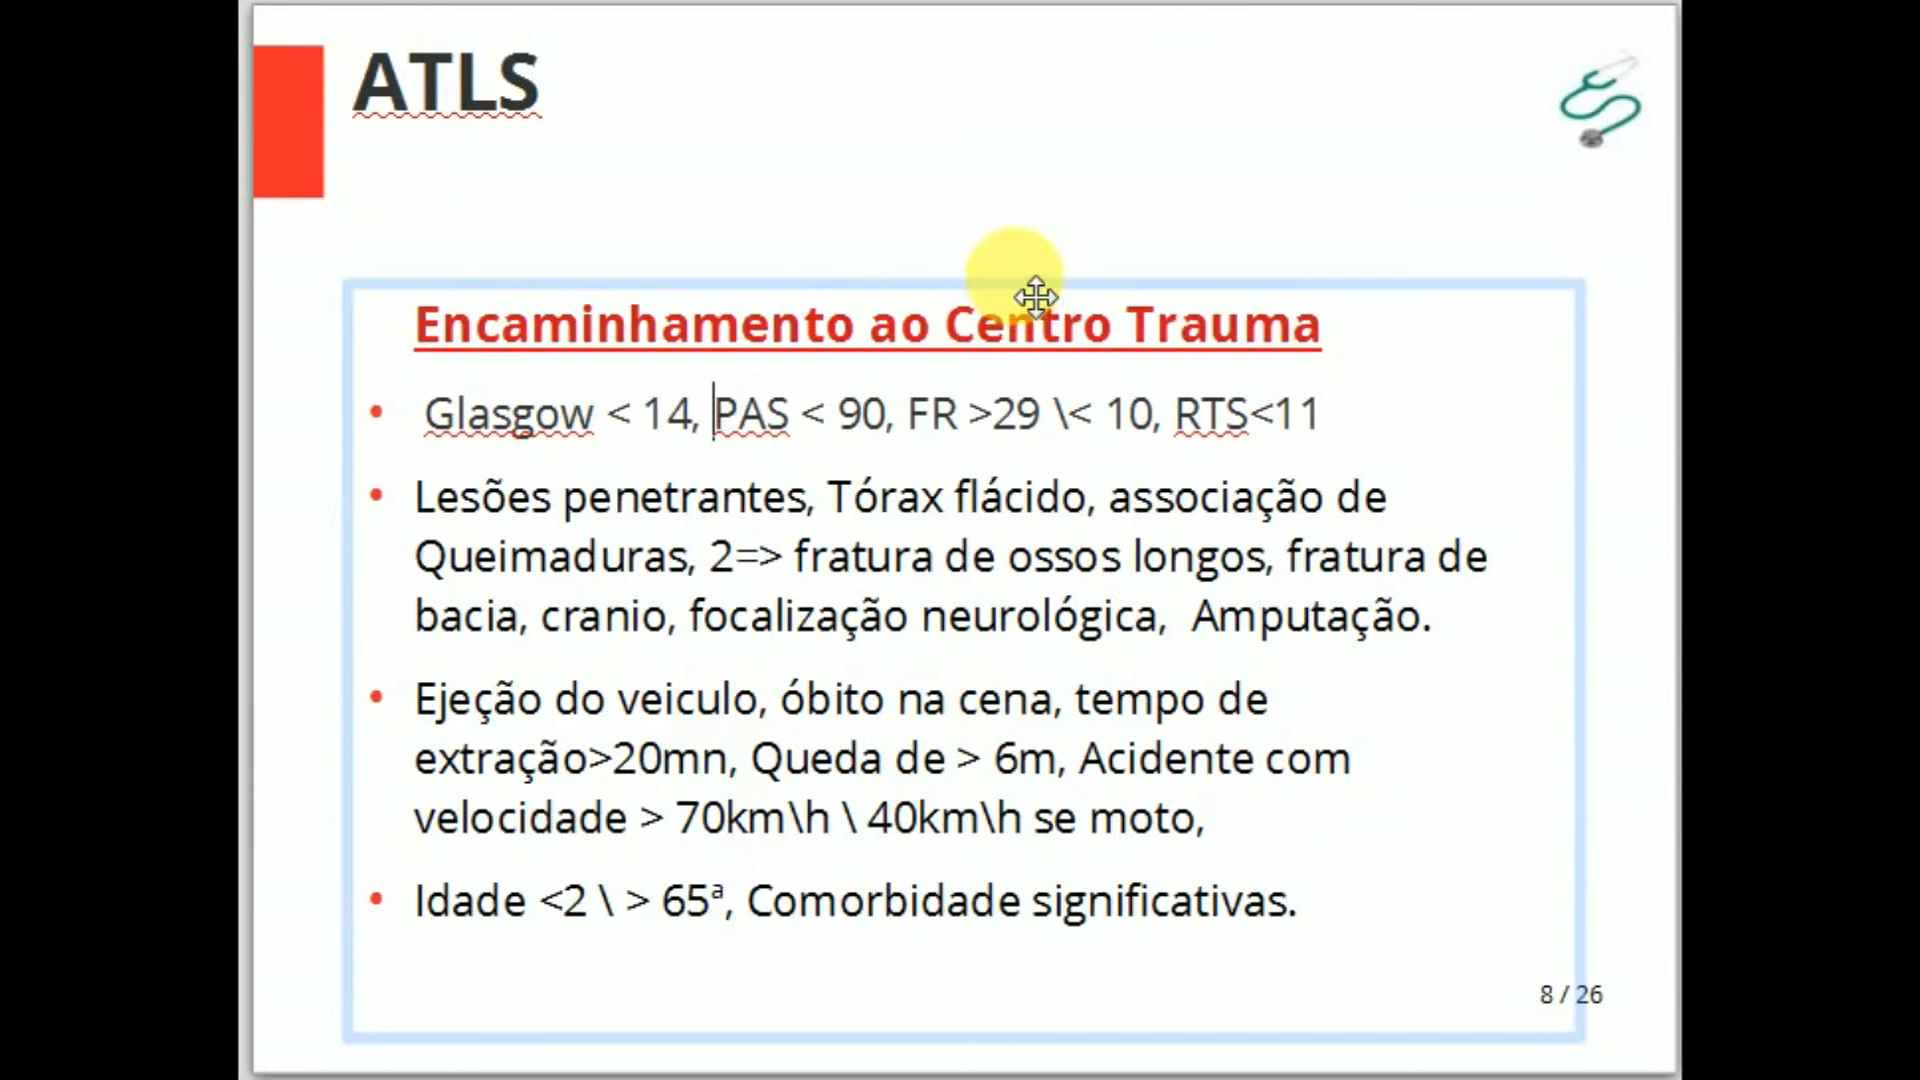 ATLS
Encaminhamento ao Centro Trauma
• Glasgow < 14, PAS < 90, FR >29 \< 10, RTS<11
• Lesões penetrantes, Tórax flácido, associação de
Queimaduras, 2=> fratura de ossos longos, fratura de
bacia, cranio, focalização neurológica, Amputação.
• Ejeção do veiculo, óbito na cena, tempo de
extração>20mn, Queda de > 6m, Acidente com
velocidade > 70km\h \ 40km\h se moto,
• Idade <2 \ > 65ª, Comorbidade significativas.
8 / 26